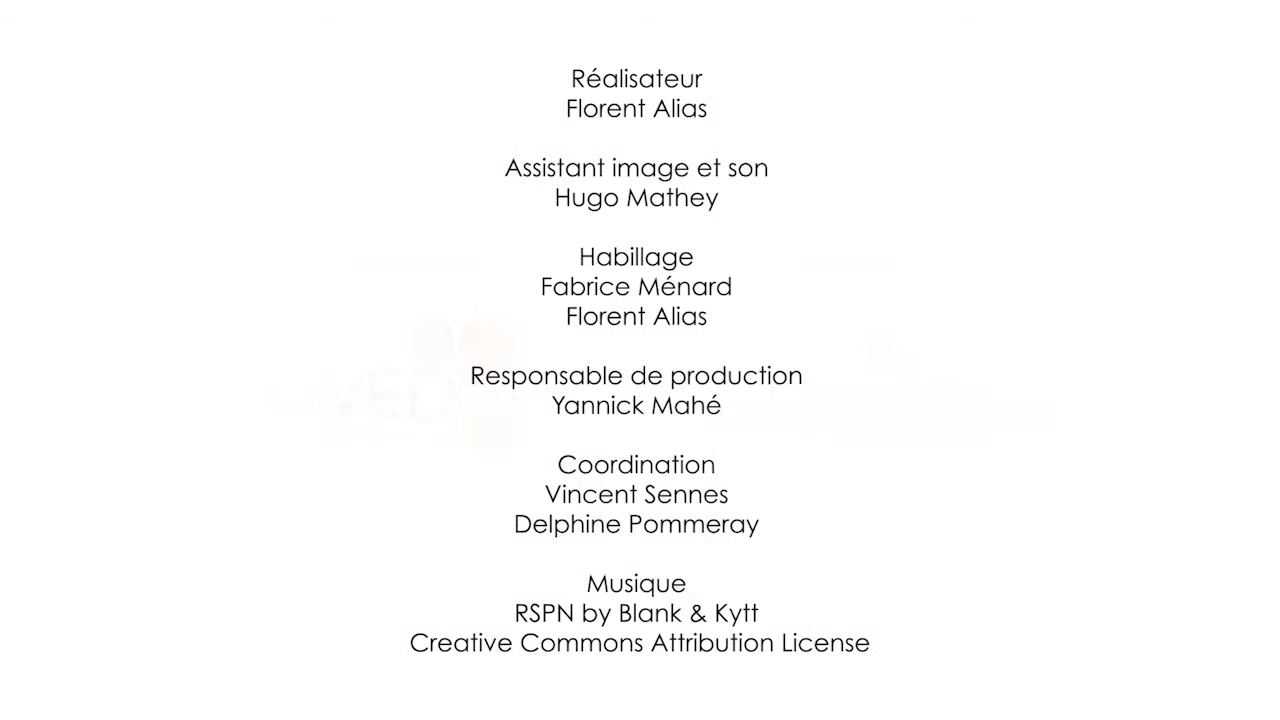 Réalisateur
Florent Alias
Assistant image et son
Hugo Mathey
Habillage
Fabrice Ménard
Florent Alias
Responsable de production
Yannick Mahé
Coordination
Vincent Sennes
Delphine Pommeray
Musique
RSPN by Blank & Kytt
Creative Commons Attribution License